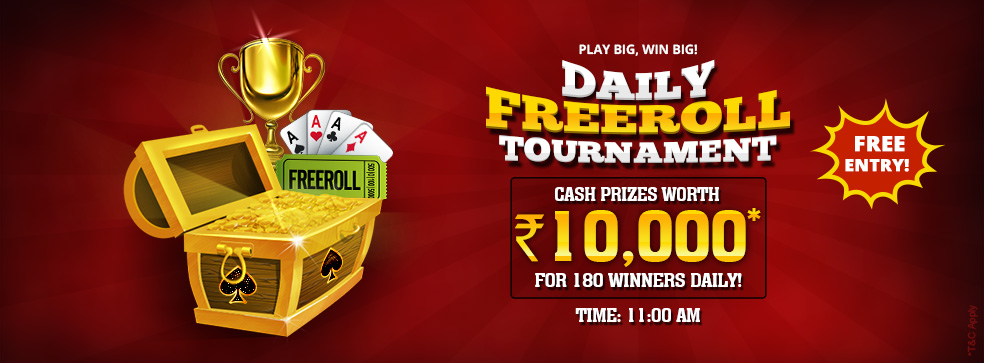 PLAY BIG, WIN BIG!
DAILY
FREEROLL
TOURNAMENT
FREE
ENTRY!
CASH PRIZES WORTH
₹10,000*
FOR 180 WINNERS DAILY!
TIME: 11:00 AM
A
A
A
A
FREEROLL
*T&C Apply